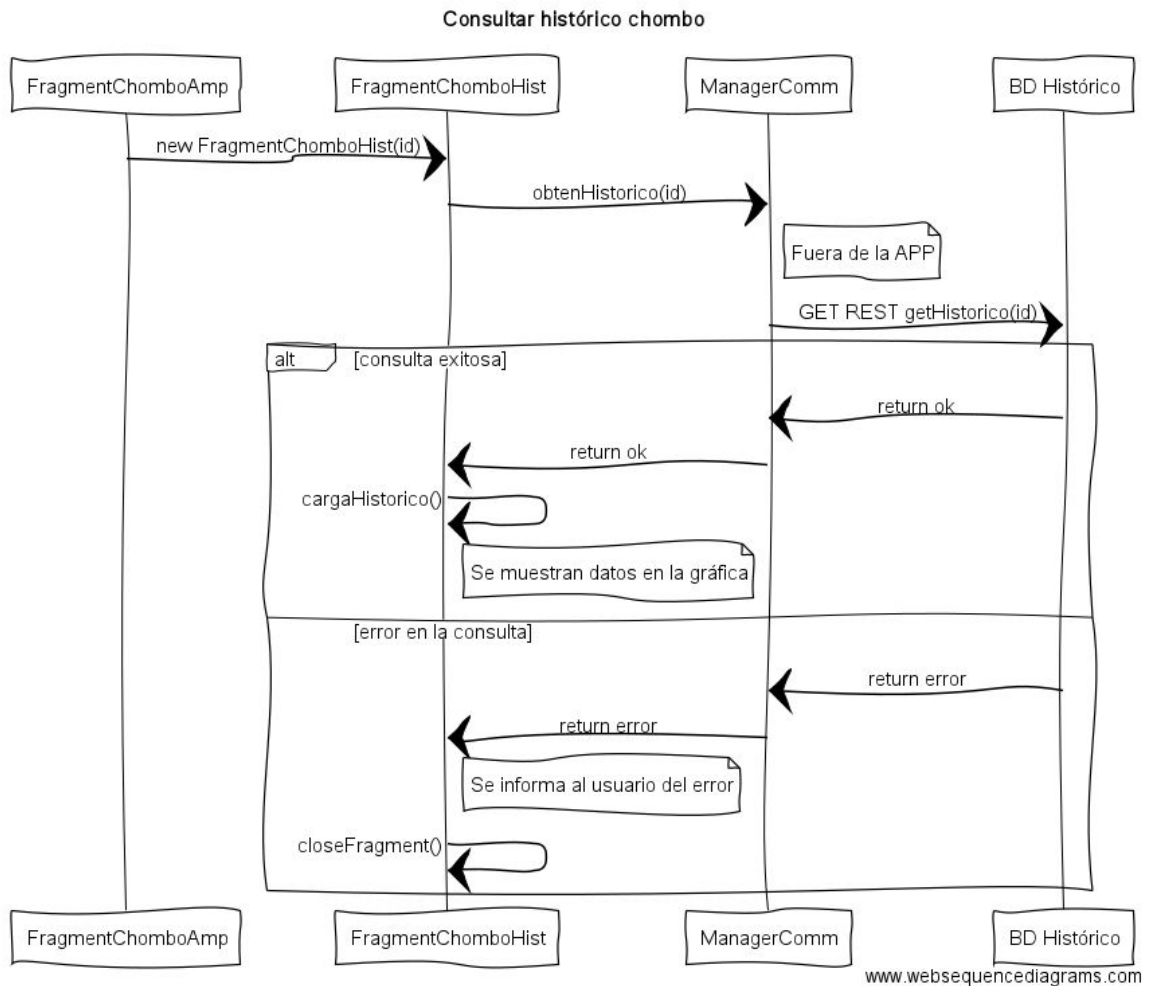 Consultar histórico chombo
FragmentChomboAmp
FragmentChomboHist
ManagerComm
BD Histórico
new FragmentChomboHist(id)
obtenHistorico(id)
Fuera de la APP
GET REST getHistorico(id)
alt
[consulta exitosa]
return ok
return ok
cargaHistorico()
Se muestran datos en la gráfica
[error en la consulta]
return error
return error
Se informa al usuario del error
closeFragment()
FragmentChomboAmp
FragmentChomboHist
ManagerComm
BD Histórico
www.websequencediagrams.com